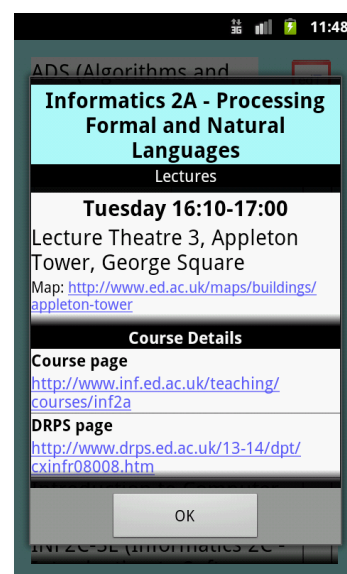 3G 11:48
ADS (Algorithms and
Informatics 2A - Processing
Formal and Natural
Languages
Lectures
Tuesday 16:10-17:00
Lecture Theatre 3, Appleton
Tower, George Square
Map: http://www.ed.ac.uk/maps/buildings/
appleton-tower
Course Details
Course page
http://www.inf.ed.ac.uk/teaching/
courses/inf2a
DRPS page
http://www.drps.ed.ac.uk/13-14/dpt/
cxinfr08008.htm
OK
INF2C-SE (Informatics 2C -